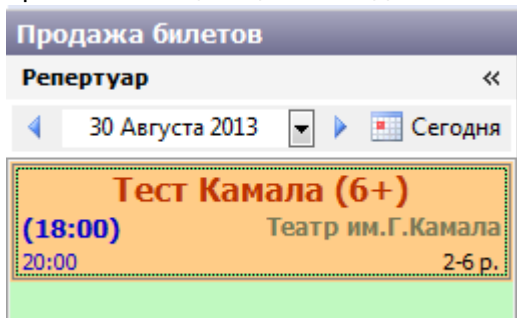 Продажа билетов
Репертуар «
30 Августа 2013 Сегодня
Тест Камала (6+)
(18:00) Театр им.Г.Камала
20:00 2-6 р.